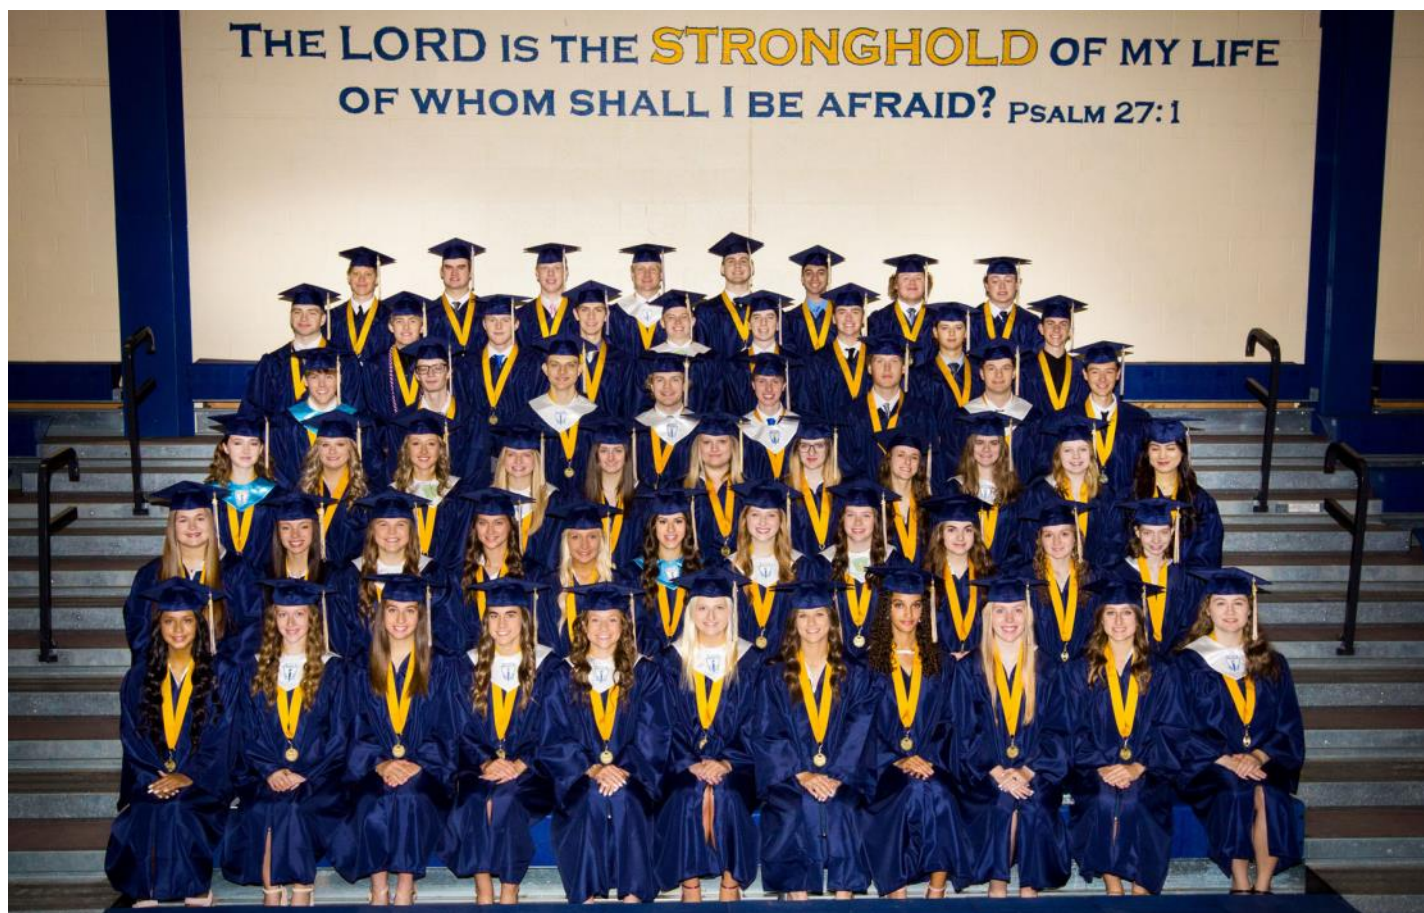 THE LORD IS THE STRONGHOLD OF MY LIFE
OF WHOM SHALL I BE AFRAID? PSALM 27:1